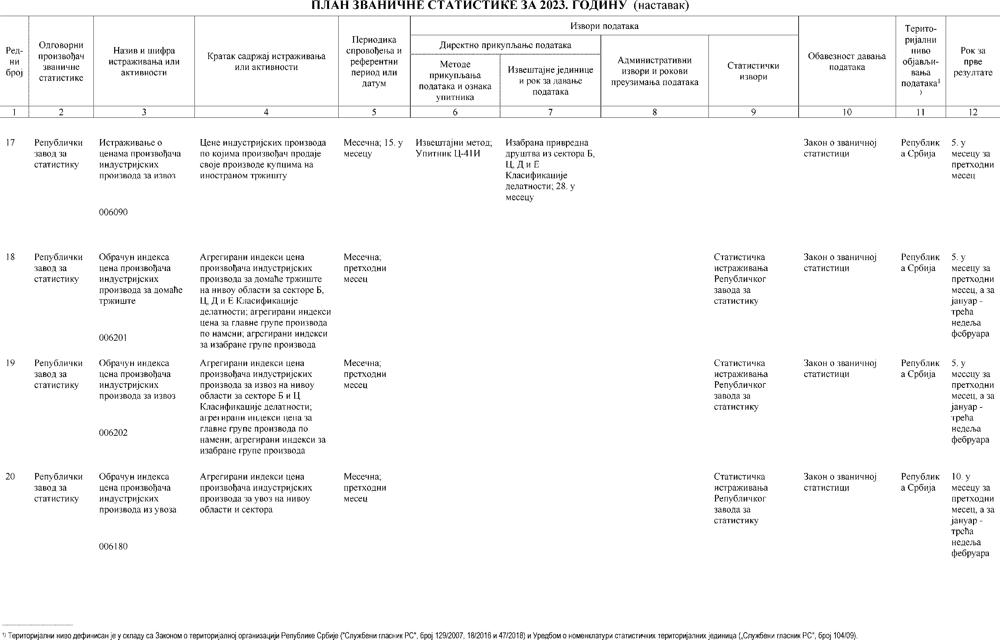 ПЛАН ЗВАНИЧНЕ СТАТИСТИКЕ ЗА 2023. ГОДИНУ (наставак)
Ред-
ни
број
Одговорни
произвођач
званичне
статистике
Назив и шифра
истраживања или
активности
Кратак садржај истраживања
или активности
Периодика
спровођења и
референтни
период или
датум
Извори података
Директно прикупљање података
Методе
прикупљања
података и ознака
упитника
Извештајне јединице
и рок за давање
података
Административни
извори и рокови
преузимања података
Статистички
извори
Обавезност давања
података
Терито-
ријални
ниво
објављи-
вања
података¹
)
Рок за
прве
резултате
1 2 3 4 5 6 7 8 9 10 11 12
17
Републички
завод за
статистику
Истраживање о
ценама произвођача
индустријских
производа за извоз
006090
Цене индустријских производа
по којима произвођач продаје
своје производе купцима на
иностраном тржишту
Месечна; 15. у
месецу
Извештајни метод;
Упитник Ц-41И
Изабрана привредна
друштва из сектора Б,
Ц, Д и Е
Класификације
делатности; 28. у
месецу
Закон о званичној
статистици
Републик
а Србија
5. у
месецу за
претходни
месец
18
Републички
завод за
статистику
Обрачун индекса
цена произвођача
индустријских
производа за домаће
тржиште
006201
Агрегирани индекси цена
произвођача индустријских
производа за домаће тржиште
на нивоу области за секторе Б,
Ц, Д и Е Класификације
делатности; агрегирани индекси
цена за главне групе производа
по намени; агрегирани индекси
за изабране групе производа
Месечна;
претходни
месец
Статистичка
истраживања
Републичког
завода за
статистику
Закон о званичној
статистици
Републик
а Србија
5. у
месецу за
претходни
месец, а за
јануар -
трећа
недеља
фебруара
19
Републички
завод за
статистику
Обрачун индекса
цена произвођача
индустријских
производа за извоз
006202
Агрегирани индекси цена
произвођача индустријских
производа за извоз на нивоу
области за секторе Б и Ц
Класификације делатности;
агрегирани индекси цена за
главне групе производа по
намени; агрегирани индекси за
изабране групе производа
Месечна;
претходни
месец
Статистичка
истраживања
Републичког
завода за
статистику
Закон о званичној
статистици
Републик
а Србија
5. у
месецу за
претходни
месец, а за
јануар -
трећа
недеља
фебруара
20
Републички
завод за
статистику
Обрачун индекса
цена произвођача
индустријских
производа из увоза
006180
Агрегирани индекси цена
произвођача индустријских
производа за увоз на нивоу
области и сектора
Месечна;
претходни
месец
Статистичка
истраживања
Републичког
завода за
статистику
Закон о званичној
статистици
Републик
а Србија
10. у
месецу за
претходни
месец, а за
јануар -
трећа
недеља
фебруара
¹⁾ Територијални ниво дефинисан је у складу са Законом о територијалној организацији Републике Србије ("Службени гласник РС", број 129/2007, 18/2016 и 47/2018) и Уредбом о номенклатури статистичких територијалних јединица („Службени гласник РС", број 104/09).